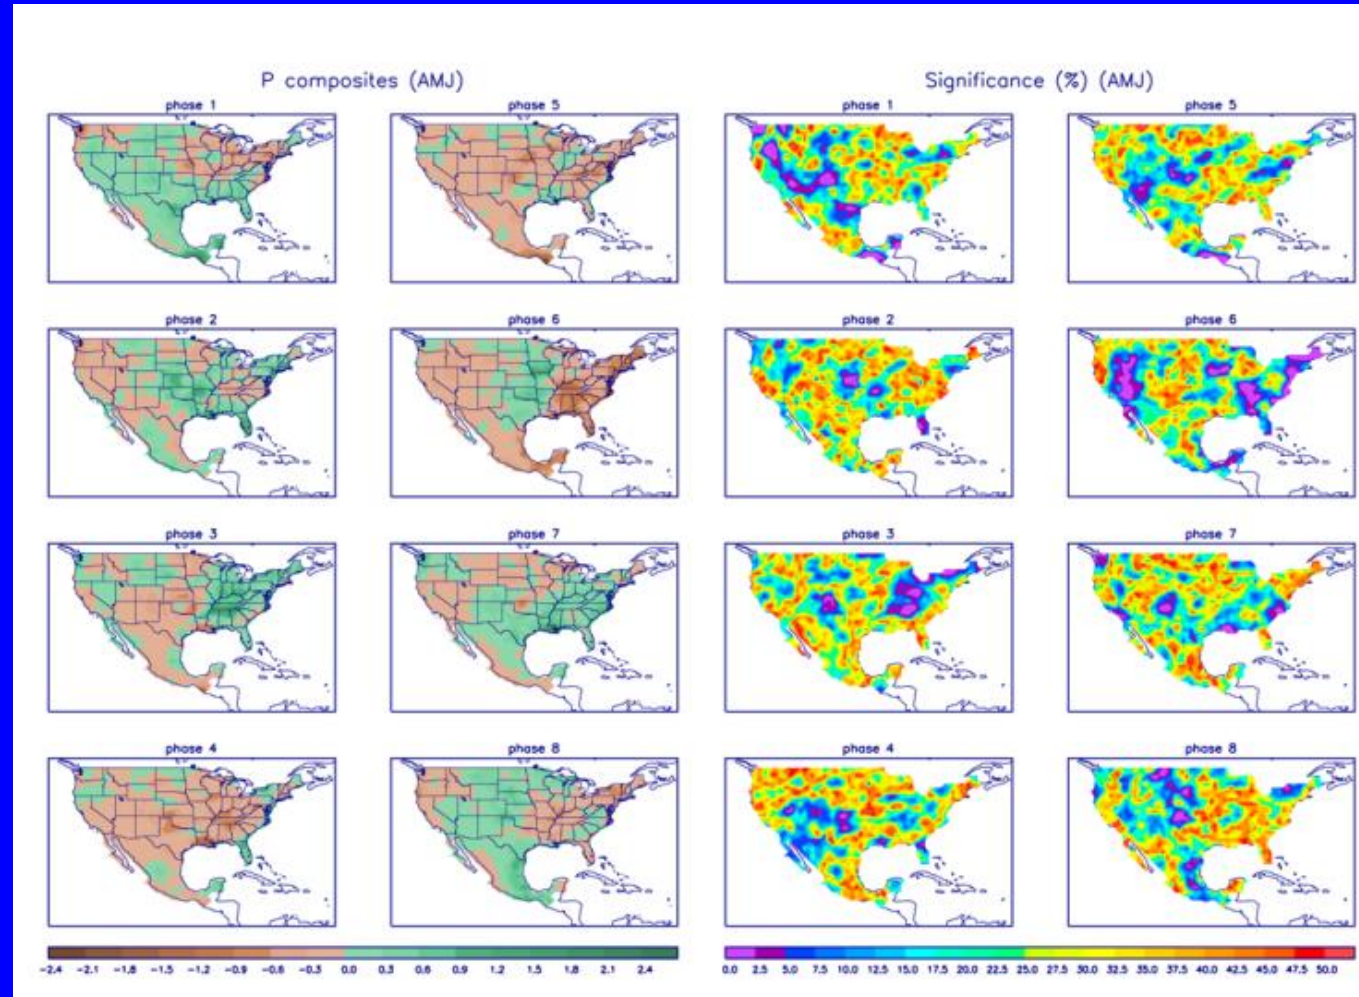 P composites (AMJ)
Significance (%) (AMJ)
phase 1
phase 5
phase 1
phase 5
phase 2
phase 6
phase 2
phase 6
phase 3
phase 7
phase 3
phase 7
phase 4
phase 8
phase 4
phase 8
-2.4 -2.1 -1.8 -1.5 -1.2 -0.9 -0.6 -0.3 0.0 0.3 0.6 0.9 1.2 1.5 1.8 2.1 2.4
0.0 2.5 5.0 7.5 10.0 12.5 15.0 17.5 20.0 22.5 25.0 27.5 30.0 32.5 35.0 37.5 40.0 42.5 45.0 47.5 50.0